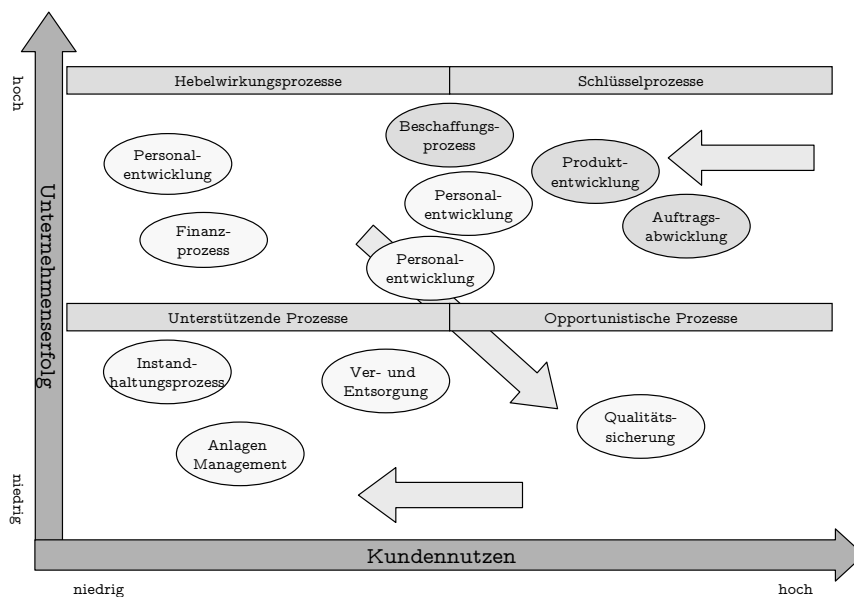 hoch
Hebelwirkungsprozesse
Schlüsselprozesse
Beschaffungs-
prozess
Personal-
entwicklung
Produkt-
entwicklung
Personal-
entwicklung
Auftrags-
abwicklung
Finanz-
prozess
Personal-
entwicklung
Unternehmenserfolg
Unterstützende Prozesse
Opportunistische Prozesse
Instand-
haltungsprozess
Ver- und
Entsorgung
Qualitäts-
sicherung
Anlagen
Management
niedrig
Kundennutzen
niedrig
hoch